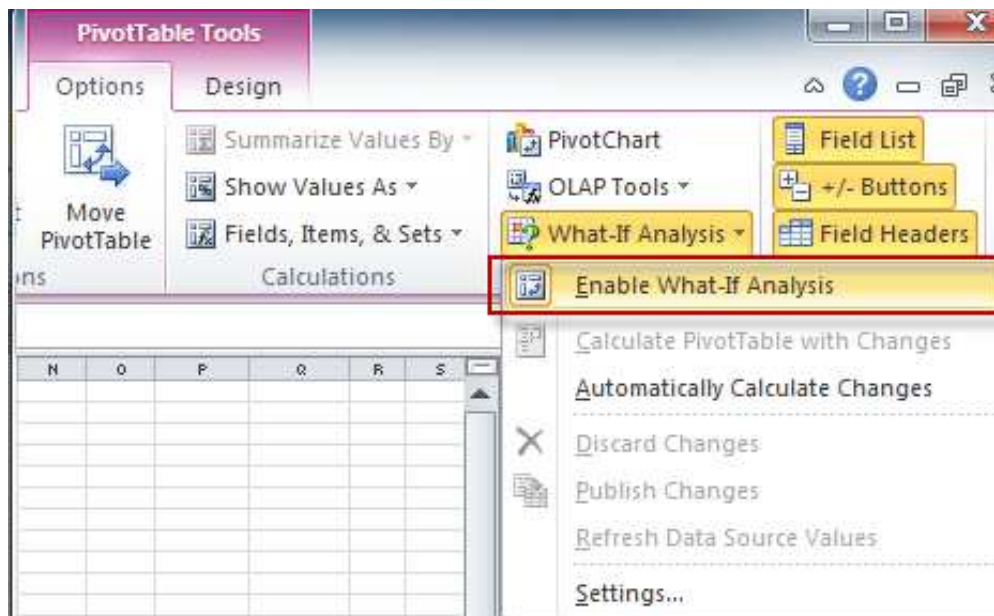 PivotTable Tools
Options
Design
Move
PivotTable
Summarize Values By
Show Values As
Fields, Items, & Sets
Calculations
PivotChart
OLAP Tools
What-If Analysis
Field List
+/- Buttons
Field Headers
Enable What-If Analysis
Calculate PivotTable with Changes
Automatically Calculate Changes
Discard Changes
Publish Changes
Refresh Data Source Values
Settings...
N O P Q R S